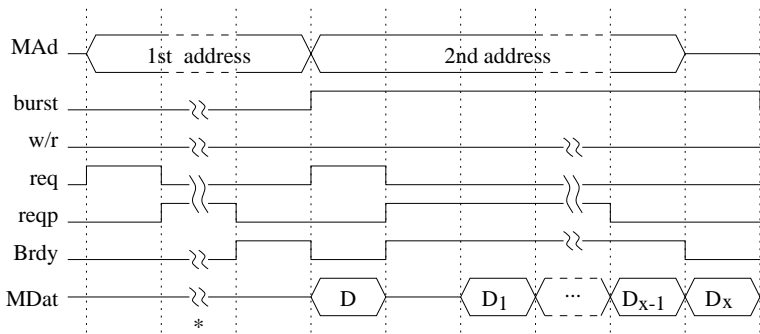 MAd 1st address 2nd address
burst
w/r
req
reqp
Brdy
MDat D D1 ... Dx-1 Dx
*